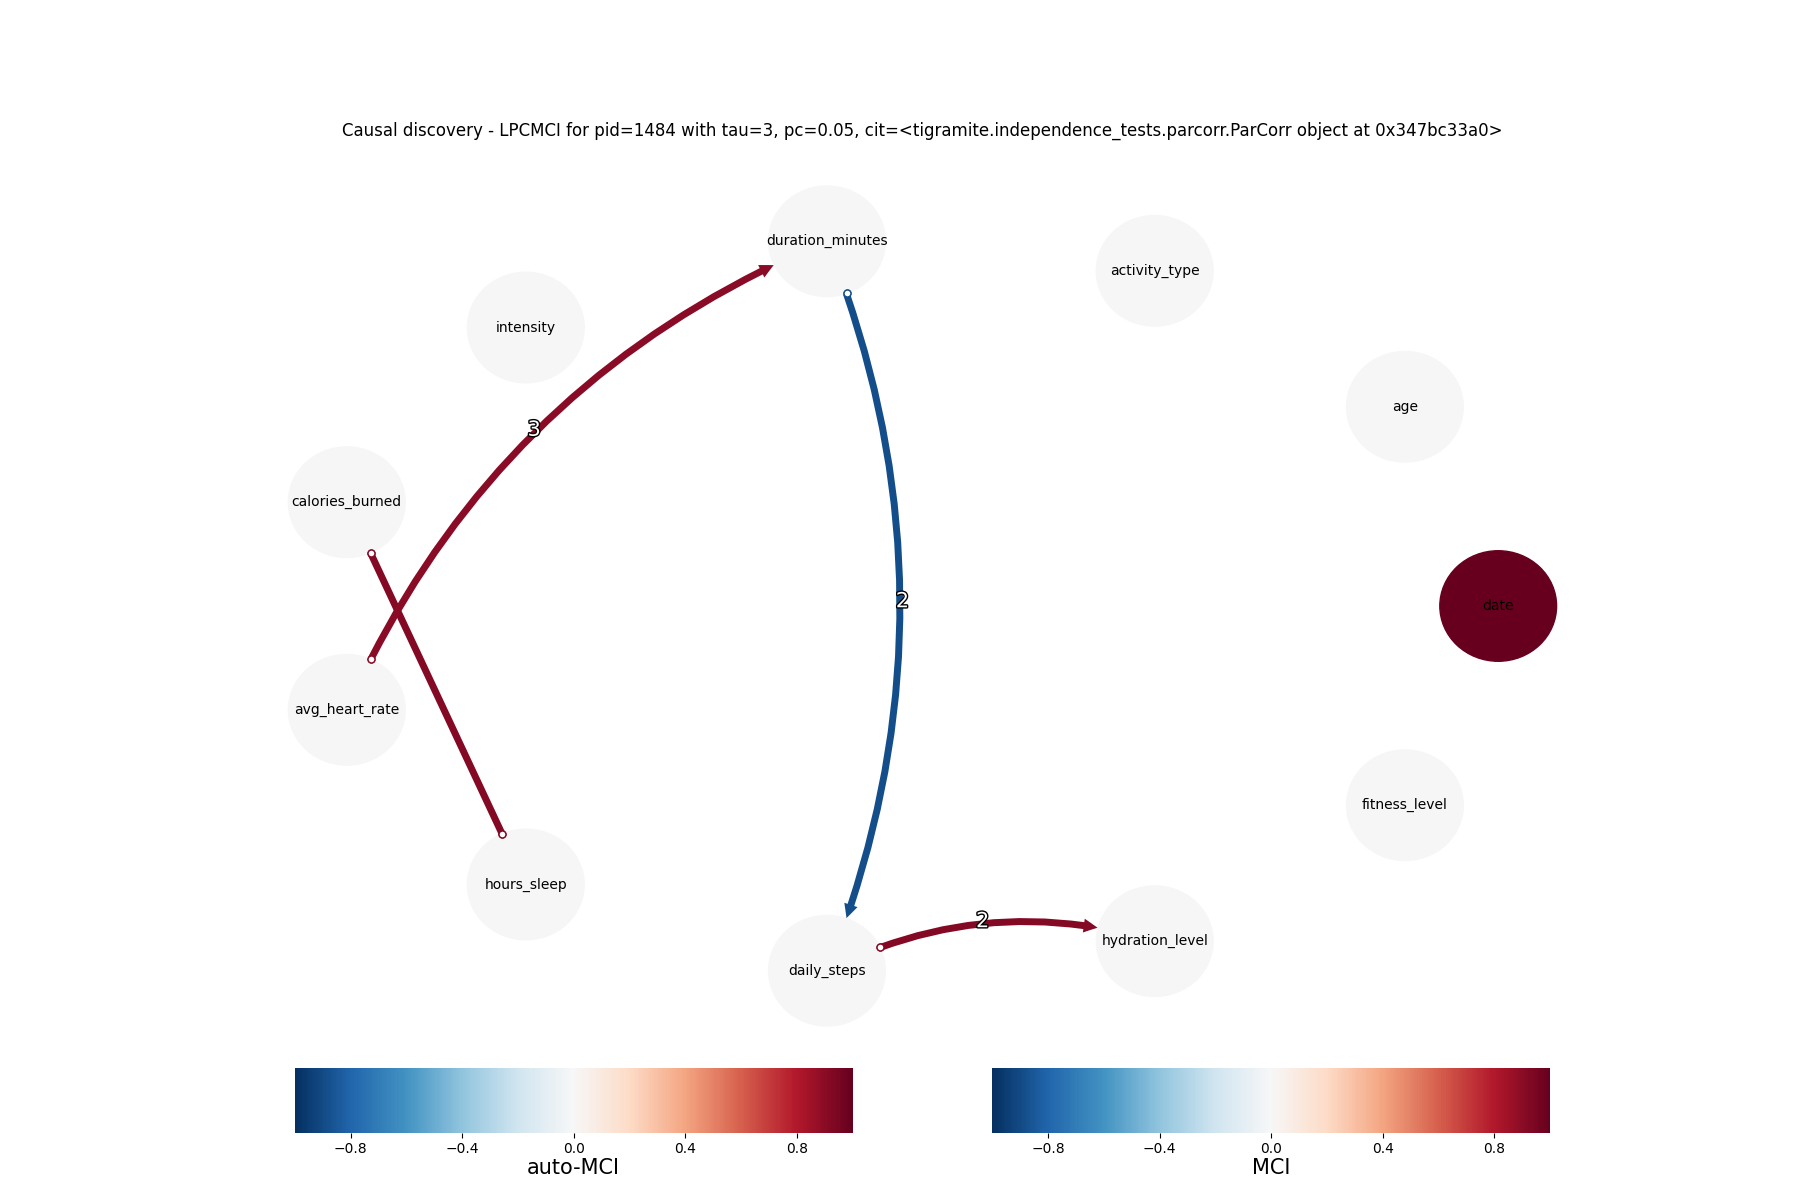 Causal discovery - LPCMCI for pid=1484 with tau=3, pc=0.05, cit=<tigramite.independence_tests.parcorr.ParCorr object at 0x347bc33a0>
duration_minutes
activity_type
intensity
age
3
calories_burned
2
date
avg_heart_rate
fitness_level
hours_sleep
2
hydration_level
daily_steps
−0.8 −0.4 0.0 0.4 0.8
auto-MCI
−0.8 −0.4 0.0 0.4 0.8
MCI